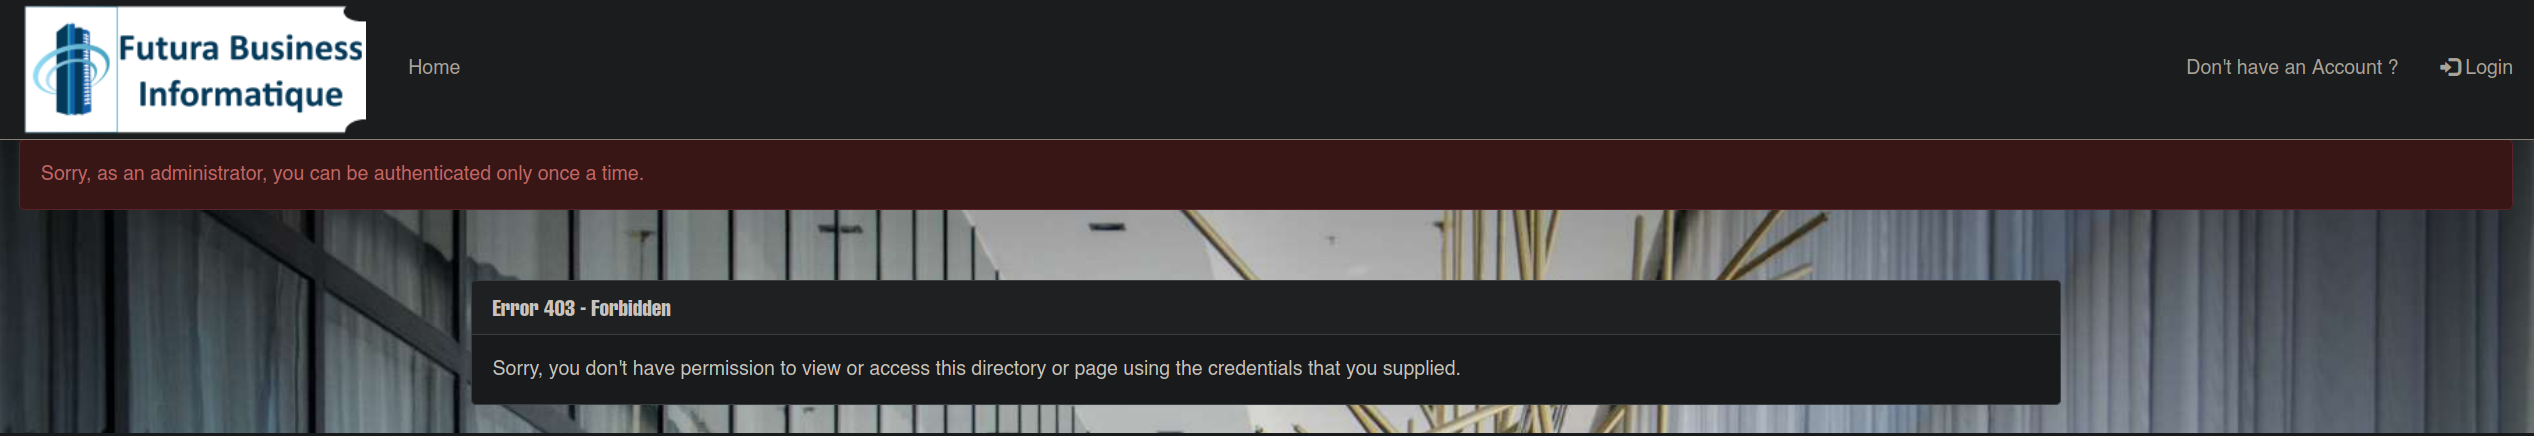 Futura Business
Informatique
Home
Don't have an Account ?
Login
Sorry, as an administrator, you can be authenticated only once a time.
Error 403 - Forbidden
Sorry, you don't have permission to view or access this directory or page using the credentials that you supplied.